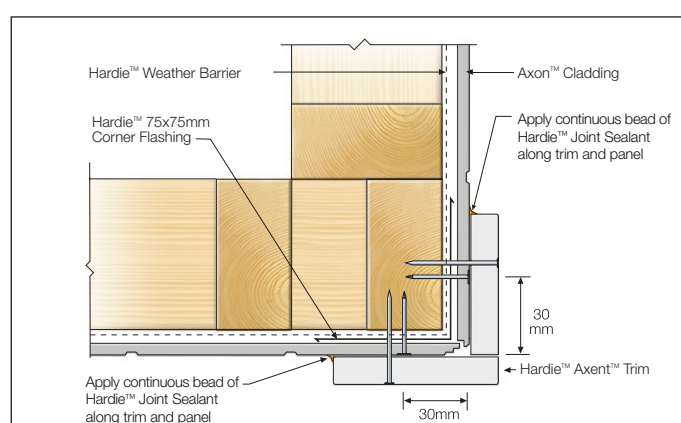 Hardie™ Weather Barrier
Axon™ Cladding
Hardie™ 75x75mm
Corner Flashing
Apply continuous bead of
Hardie™ Joint Sealant
along trim and panel
30
mm
Hardie™ Axent™ Trim
Apply continuous bead of
Hardie™ Joint Sealant
along trim and panel
30mm